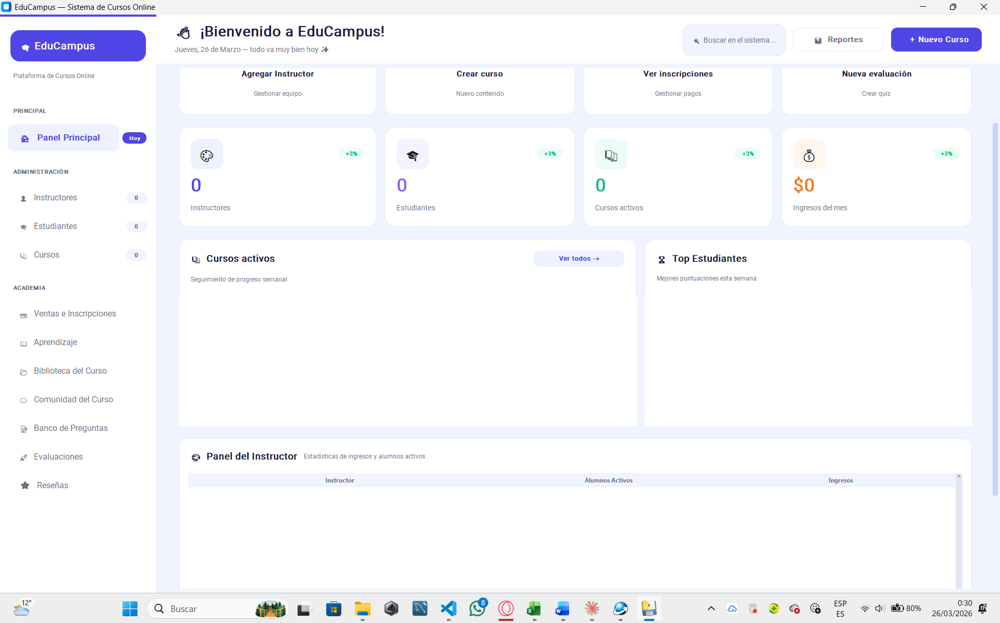 EduCampus — Sistema de Cursos Online
EduCampus
Plataforma de Cursos Online
PRINCIPAL
Panel Principal
Hoy
ADMINISTRACIÓN
Instructores
0
Estudiantes
0
Cursos
0
ACADEMIA
Ventas e Inscripciones
Aprendizaje
Biblioteca del Curso
Comunidad del Curso
Banco de Preguntas
Evaluaciones
Reseñas
¡Bienvenido a EduCampus!
Jueves, 26 de Marzo — todo va muy bien hoy ✨
Buscar en el sistema...
Reportes
+ Nuevo Curso
Agregar Instructor
Gestionar equipo
Crear curso
Nuevo contenido
Ver inscripciones
Gestionar pagos
Nueva evaluación
Crear quiz
+3%
0
Instructores
+3%
0
Estudiantes
+3%
0
Cursos activos
+3%
$0
Ingresos del mes
Cursos activos
Ver todos →
Seguimiento de progreso semanal
Top Estudiantes
Mejores puntuaciones esta semana
Panel del Instructor
Estadísticas de ingresos y alumnos activos
Instructor
Alumnos Activos
Ingresos
12°
Buscar
8
ESP
ES
80%
0:30
26/03/2026